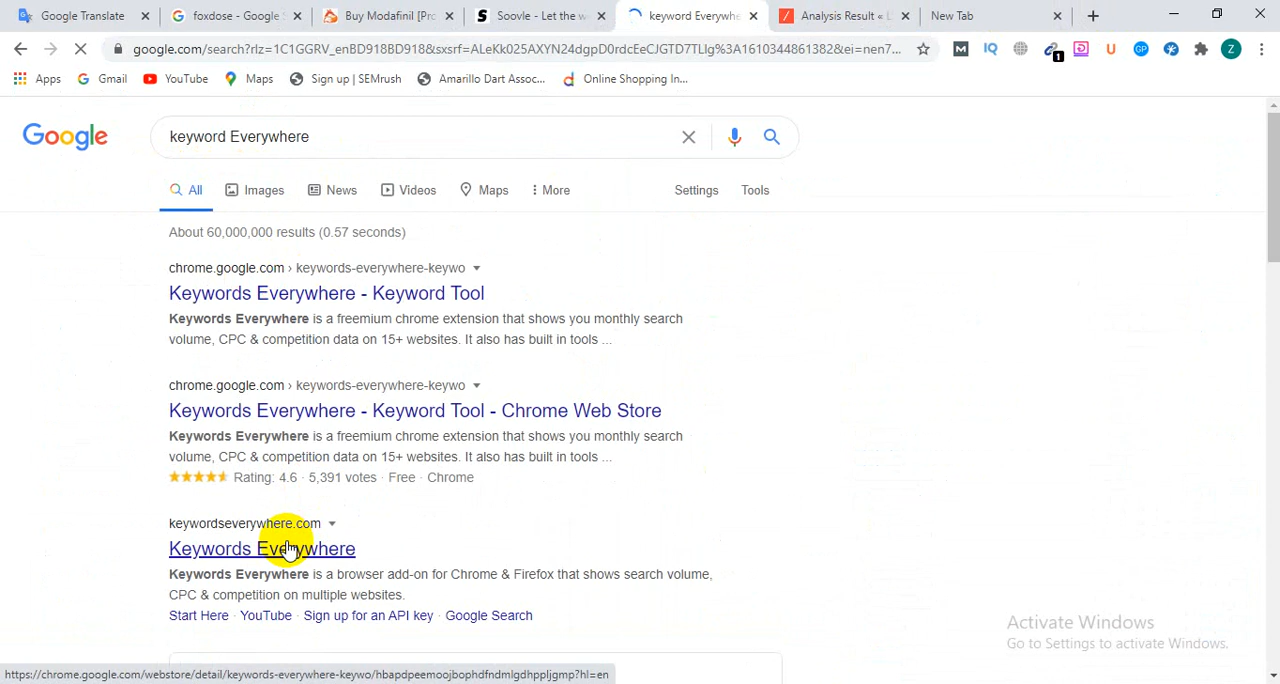 Google Translate
foxdose - Google S
Buy Modafinil [Pro
Soovle - Let the w
keyword Everywhe
Analysis Result « L
New Tab
google.com/search?rlz=1C1GGRV_enBD918BD918&sxsrf=ALeKk025AXYN24dgpD0rdcEeCJGTD7TLlg%3A1610344861382&ei=nen7...
1
Z
Apps
Gmail
YouTube
Maps
Sign up | SEMrush
Amarillo Dart Assoc...
Online Shopping In...
Google
keyword Everywhere
All
Images
News
Videos
Maps
More
Settings
Tools
About 60,000,000 results (0.57 seconds)
chrome.google.com › keywords-everywhere-keywo
Keywords Everywhere - Keyword Tool
Keywords Everywhere is a freemium chrome extension that shows you monthly search
volume, CPC & competition data on 15+ websites. It also has built in tools ...
chrome.google.com › keywords-everywhere-keywo
Keywords Everywhere - Keyword Tool - Chrome Web Store
Keywords Everywhere is a freemium chrome extension that shows you monthly search
volume, CPC & competition data on 15+ websites. It also has built in tools ...
Rating: 4.6 · 5,391 votes · Free · Chrome
keywordseverywhere.com
Keywords Everywhere
Keywords Everywhere is a browser add-on for Chrome & Firefox that shows search volume,
CPC & competition on multiple websites.
Start Here · YouTube · Sign up for an API key · Google Search
Activate Windows
Go to Settings to activate Windows.
https://chrome.google.com/webstore/detail/keywords-everywhere-keywo/hbapdpeemoojbophdfndmlgdhppljgmp?hl=en